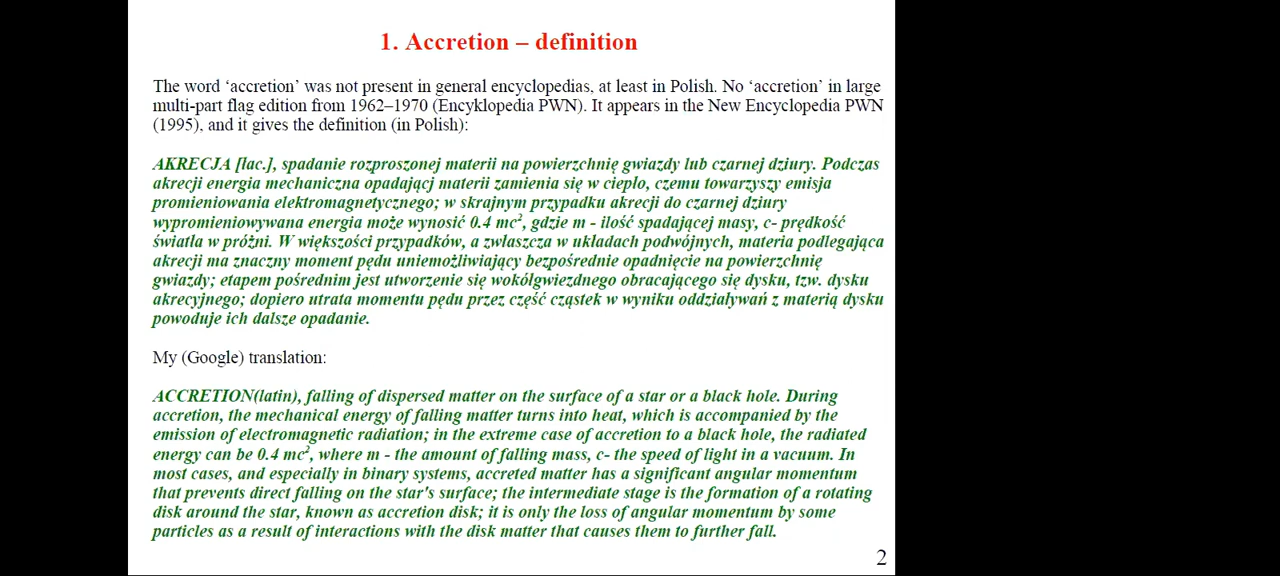 1. Accretion – definition
The word ‘accretion’ was not present in general encyclopedias, at least in Polish. No ‘accretion’ in large
multi-part flag edition from 1962–1970 (Encyklopedia PWN). It appears in the New Encyclopedia PWN
(1995), and it gives the definition (in Polish):
AKRECJA [łac.], spadanie rozproszonej materii na powierzchnię gwiazdy lub czarnej dziury. Podczas
akrecji energia mechaniczna opadającj materii zamienia się w ciepło, czemu towarzyszy emisja
promieniowania elektromagnetycznego; w skrajnym przypadku akrecji do czarnej dziury
wypromieniowywana energia może wynosić 0.4 mc², gdzie m - ilość spadającej masy, c- prędkość
światła w próżni. W większości przypadków, a zwłaszcza w układach podwójnych, materia podlegająca
akrecji ma znaczny moment pędu uniemożliwiający bezpośrednie opadnięcie na powierzchnię
gwiazdy; etapem pośrednim jest utworzenie się wokółgwiezdnego obracającego się dysku, tzw. dysku
akrecyjnego; dopiero utrata momentu pędu przez część cząstek w wyniku oddziaływań z materią dysku
powoduje ich dalsze opadanie.
My (Google) translation:
ACCRETION(latin), falling of dispersed matter on the surface of a star or a black hole. During
accretion, the mechanical energy of falling matter turns into heat, which is accompanied by the
emission of electromagnetic radiation; in the extreme case of accretion to a black hole, the radiated
energy can be 0.4 mc², where m - the amount of falling mass, c- the speed of light in a vacuum. In
most cases, and especially in binary systems, accreted matter has a significant angular momentum
that prevents direct falling on the star's surface; the intermediate stage is the formation of a rotating
disk around the star, known as accretion disk; it is only the loss of angular momentum by some
particles as a result of interactions with the disk matter that causes them to further fall.
2